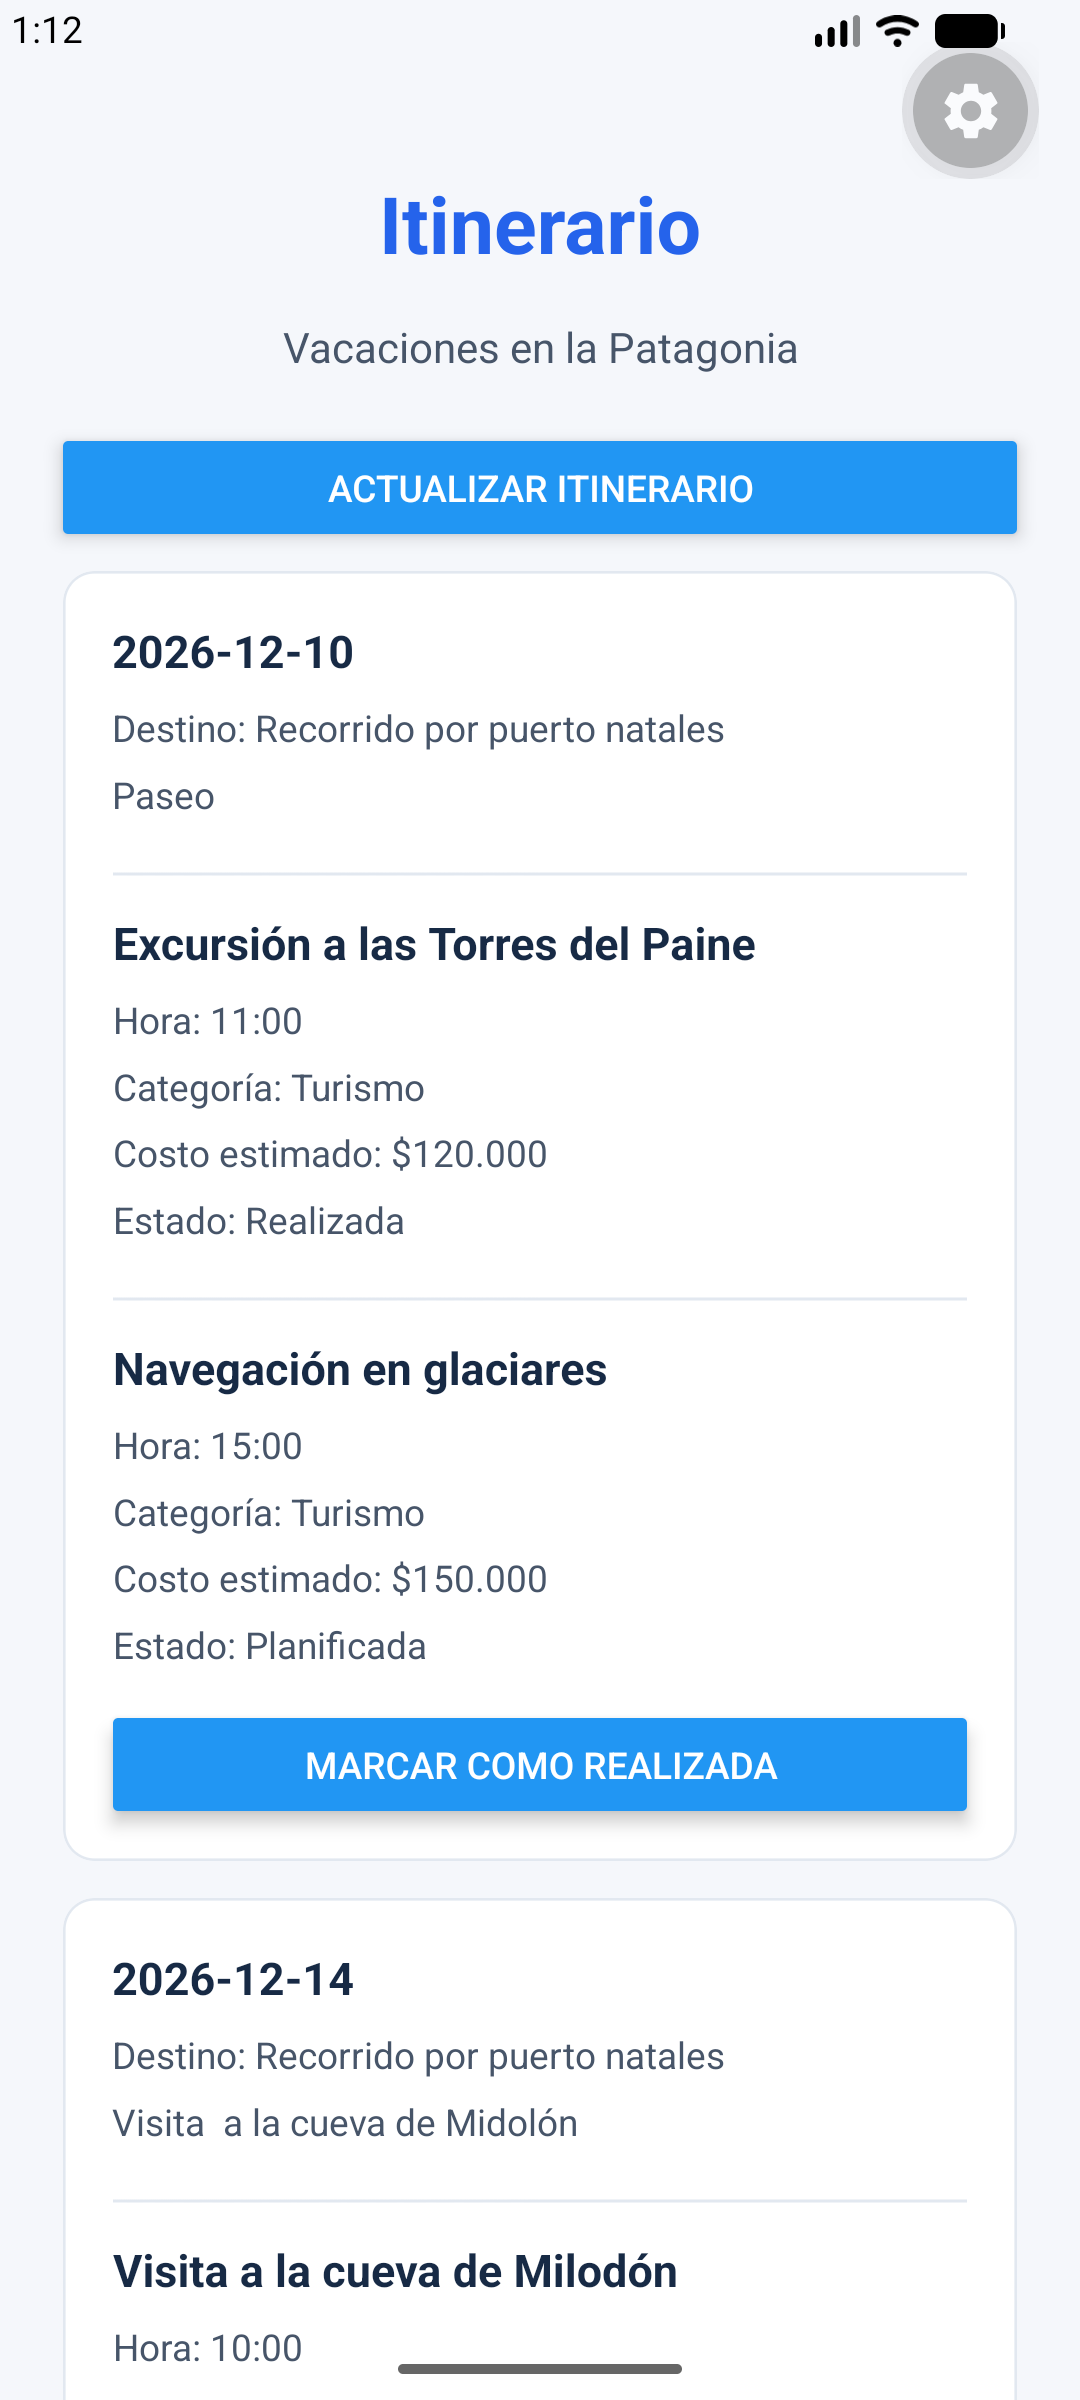 1:12
Itinerario
Vacaciones en la Patagonia
ACTUALIZAR ITINERARIO
2026-12-10
Destino: Recorrido por puerto natales
Paseo
Excursión a las Torres del Paine
Hora: 11:00
Categoría: Turismo
Costo estimado: $120.000
Estado: Realizada
Navegación en glaciares
Hora: 15:00
Categoría: Turismo
Costo estimado: $150.000
Estado: Planificada
MARCAR COMO REALIZADA
2026-12-14
Destino: Recorrido por puerto natales
Visita  a la cueva de Midolón
Visita a la cueva de Milodón
Hora: 10:00